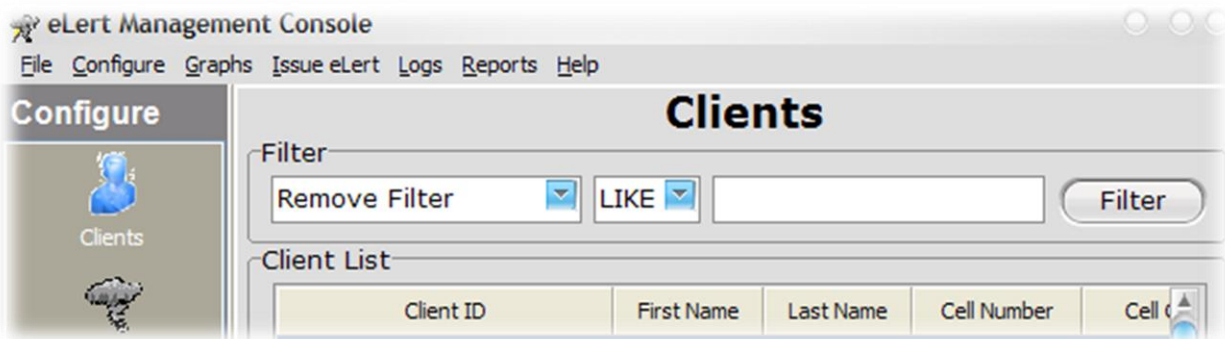 eLert Management Console
File Configure Graphs Issue eLert Logs Reports Help
Configure
Clients
Filter
Remove Filter LIKE Filter
Clients
Client List
Client ID First Name Last Name Cell Number Cell